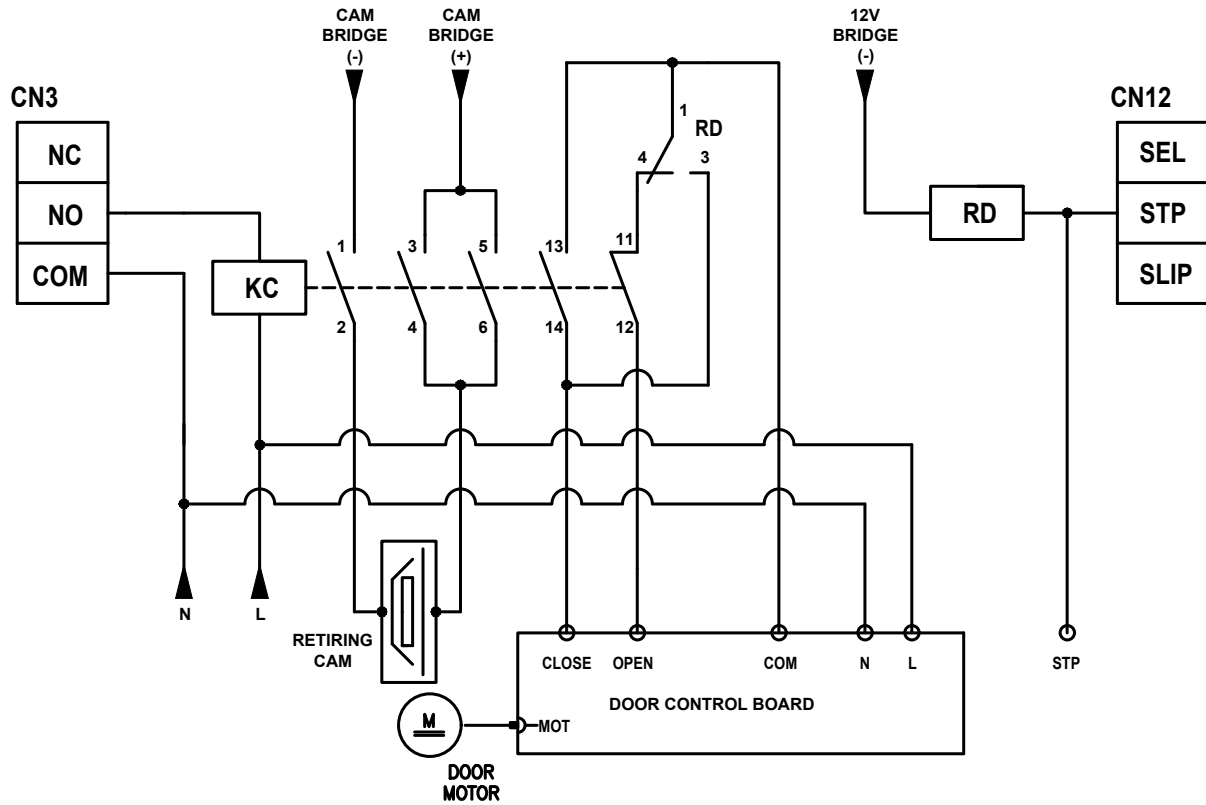 CAM
BRIDGE
(-)
CAM
BRIDGE
(+)
12V
BRIDGE
(-)
CN3
NC
NO
COM
CN12
SEL
STP
SLIP
1
RD
4
3
RD
1
3
5
13
11
KC
2
4
6
14
12
N
L
RETIRING
CAM
CLOSE
OPEN
COM
N
L
STP
DOOR CONTROL BOARD
M
MOT
DOOR
MOTOR